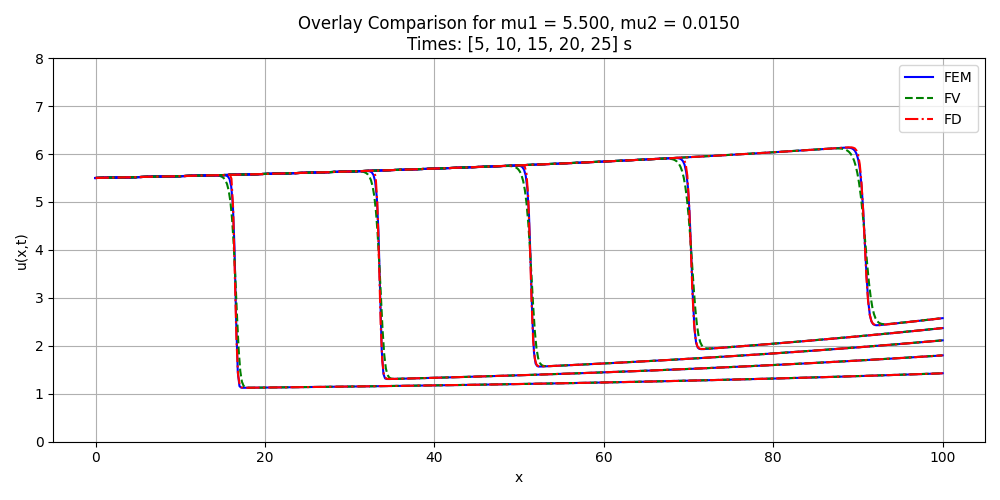 Overlay Comparison for mu1 = 5.500, mu2 = 0.0150
Times: [5, 10, 15, 20, 25] s
8
7
6
5
4
3
2
1
0
u(x,t)
FEM
FV
FD
0 20 40 60 80 100
x